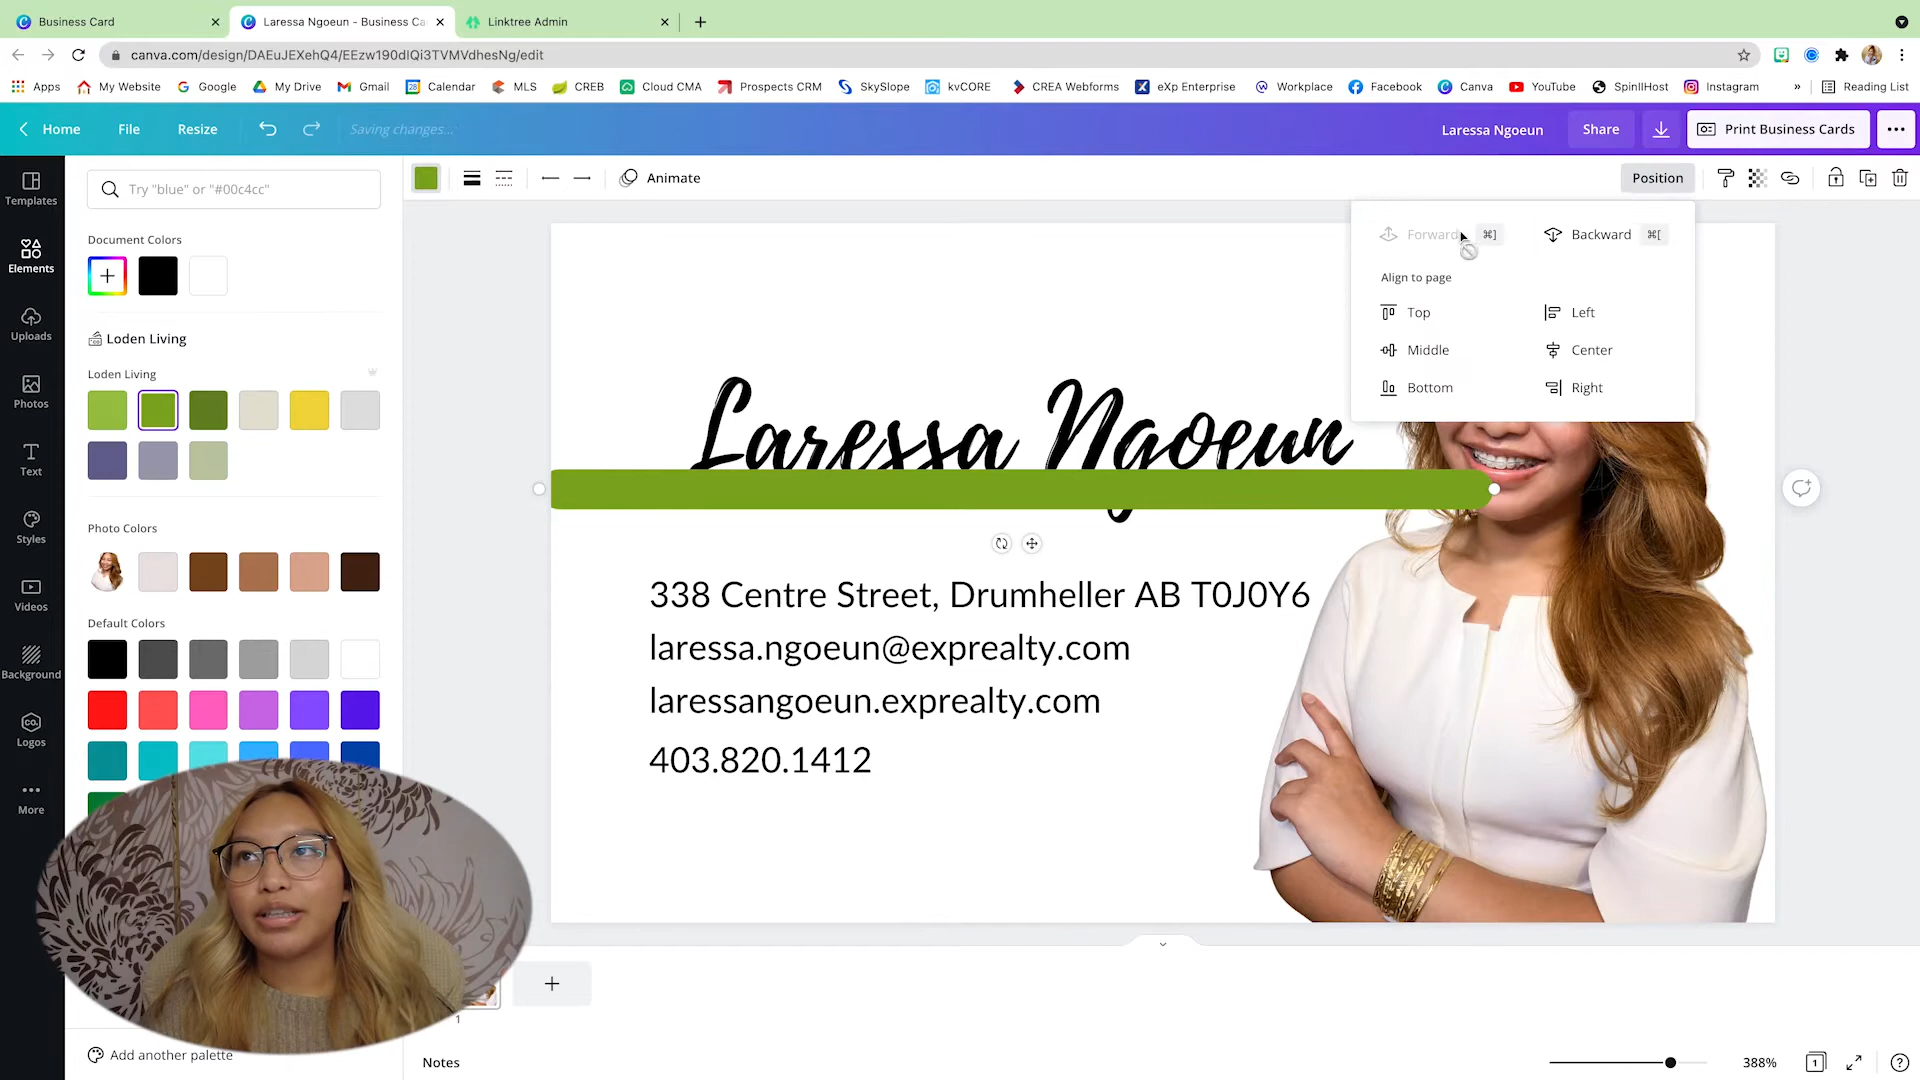 Business Card
Laressa Ngoeun - Business Ca
Linktree Admin
canva.com/design/DAEuJEXehQ4/EEzw190dIQi3TVMVdhesNg/edit
Apps My Website Google My Drive Gmail Calendar MLS CREB Cloud CMA Prospects CRM SkySlope kvCORE CREA Webforms eXp Enterprise Workplace Facebook Canva YouTube SpinIlHost Instagram » Reading List
Home File Resize Saving changes... Laressa Ngoeun Share Print Business Cards
Animate Position
Templates
Elements
Uploads
Photos
Text
Styles
Videos
Background
CO.
Logos
More
Try "blue" or "#00c4cc"
Document Colors
Loden Living
Loden Living
Photo Colors
Default Colors
Add another palette
Forward ⌘] Backward ⌘[
Align to page
Top Left
Middle Center
Bottom Right
Laressa Ngoeun
338 Centre Street, Drumheller AB T0J0Y6
laressa.ngoeun@exprealty.com
laressangoeun.exprealty.com
403.820.1412
1
Notes
388% 1 ?